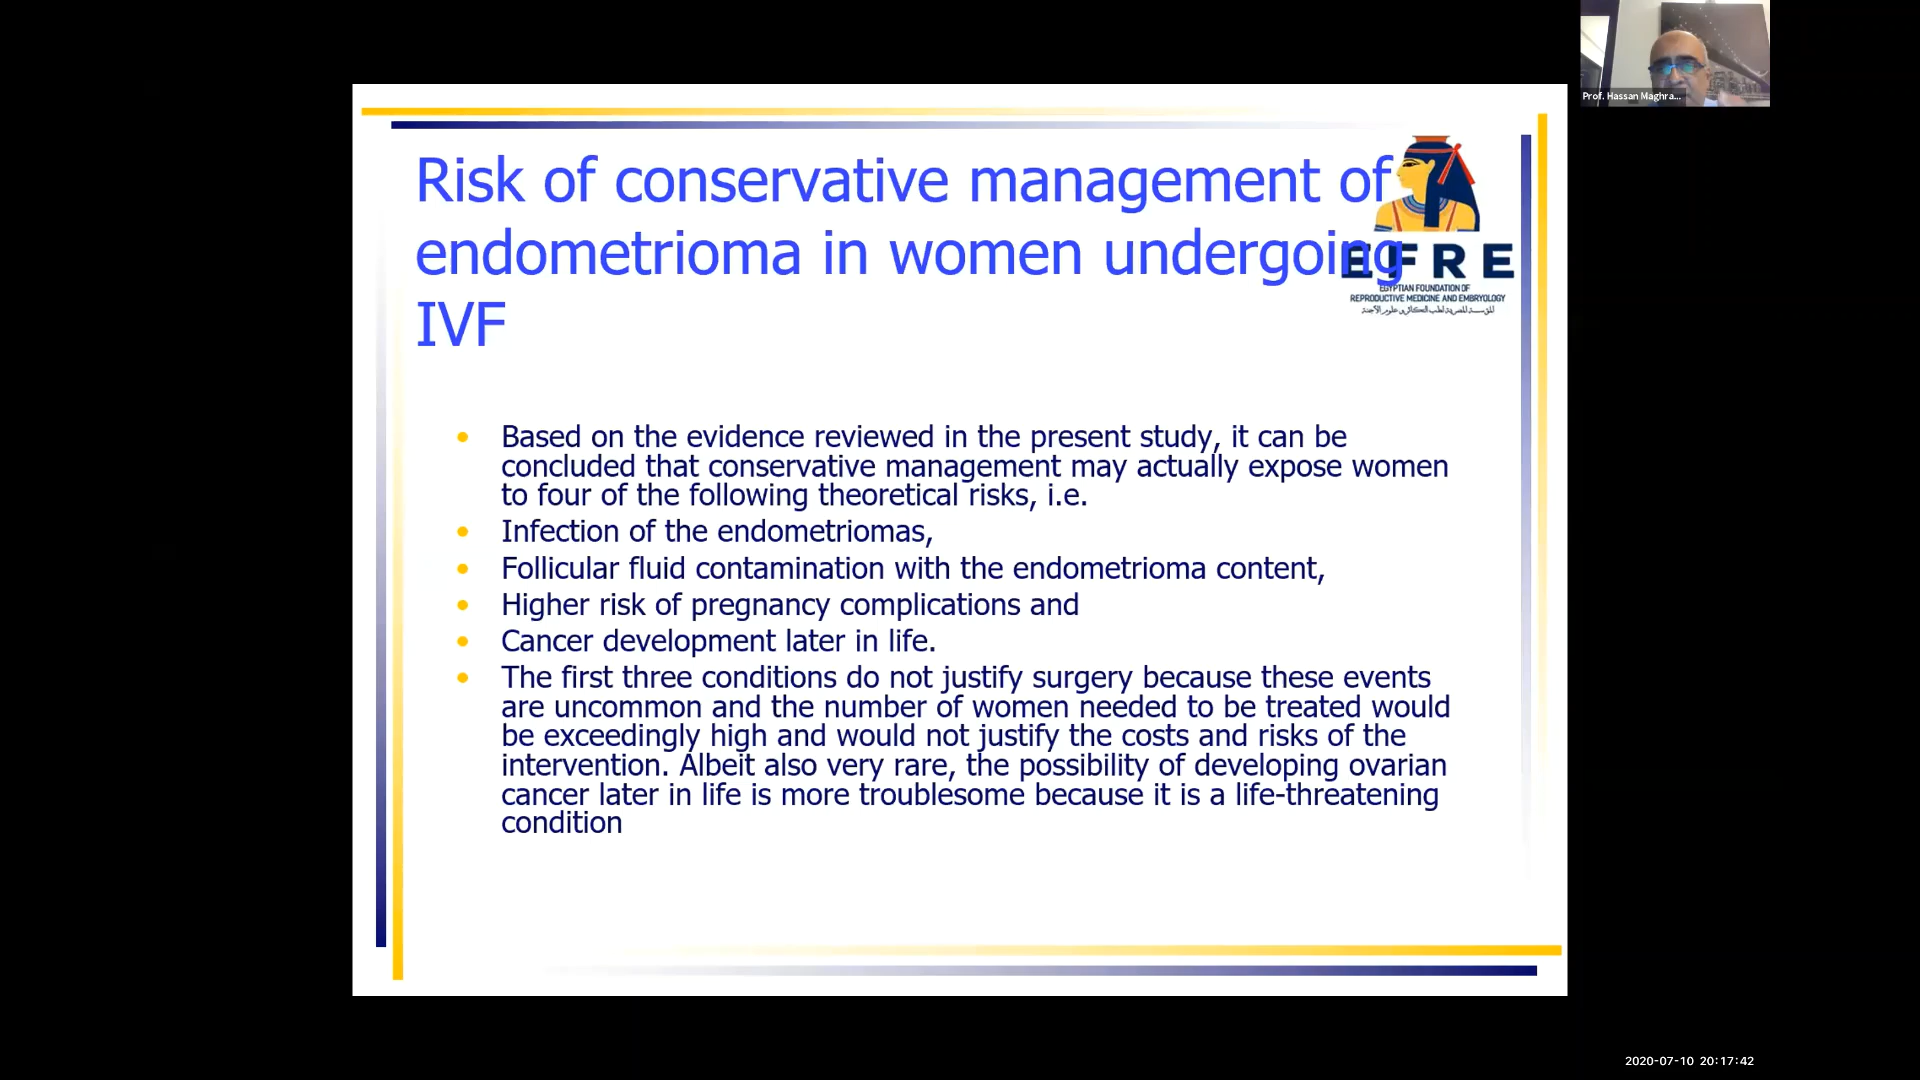 Prof. Hassan Maghra...
Risk of conservative management of
endometrioma in women undergoing
IVF
EFRE
EGYPTIAN FOUNDATION OF
REPRODUCTIVE MEDICINE AND EMBRYOLOGY
المؤسسة المصرية لطب التكاثر و علوم الأجنة
• Based on the evidence reviewed in the present study, it can be
concluded that conservative management may actually expose women
to four of the following theoretical risks, i.e.
• Infection of the endometriomas,
• Follicular fluid contamination with the endometrioma content,
• Higher risk of pregnancy complications and
• Cancer development later in life.
• The first three conditions do not justify surgery because these events
are uncommon and the number of women needed to be treated would
be exceedingly high and would not justify the costs and risks of the
intervention. Albeit also very rare, the possibility of developing ovarian
cancer later in life is more troublesome because it is a life-threatening
condition
2020-07-10 20:17:42